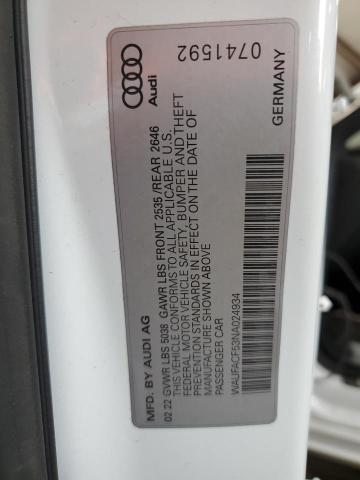 Audi
0741592
MFD. BY AUDI AG
GERMANY
02 22 GVWR LBS 5038 GAWR LBS FRONT 2535 /REAR 2646
THIS VEHICLE CONFORMS TO ALL APPLICABLE U.S.
FEDERAL MOTOR VEHICLE SAFETY, BUMPER AND THEFT
PREVENTION STANDARDS IN EFFECT ON THE DATE OF
MANUFACTURE SHOWN ABOVE
PASSENGER CAR
WAUFACF53NA024934